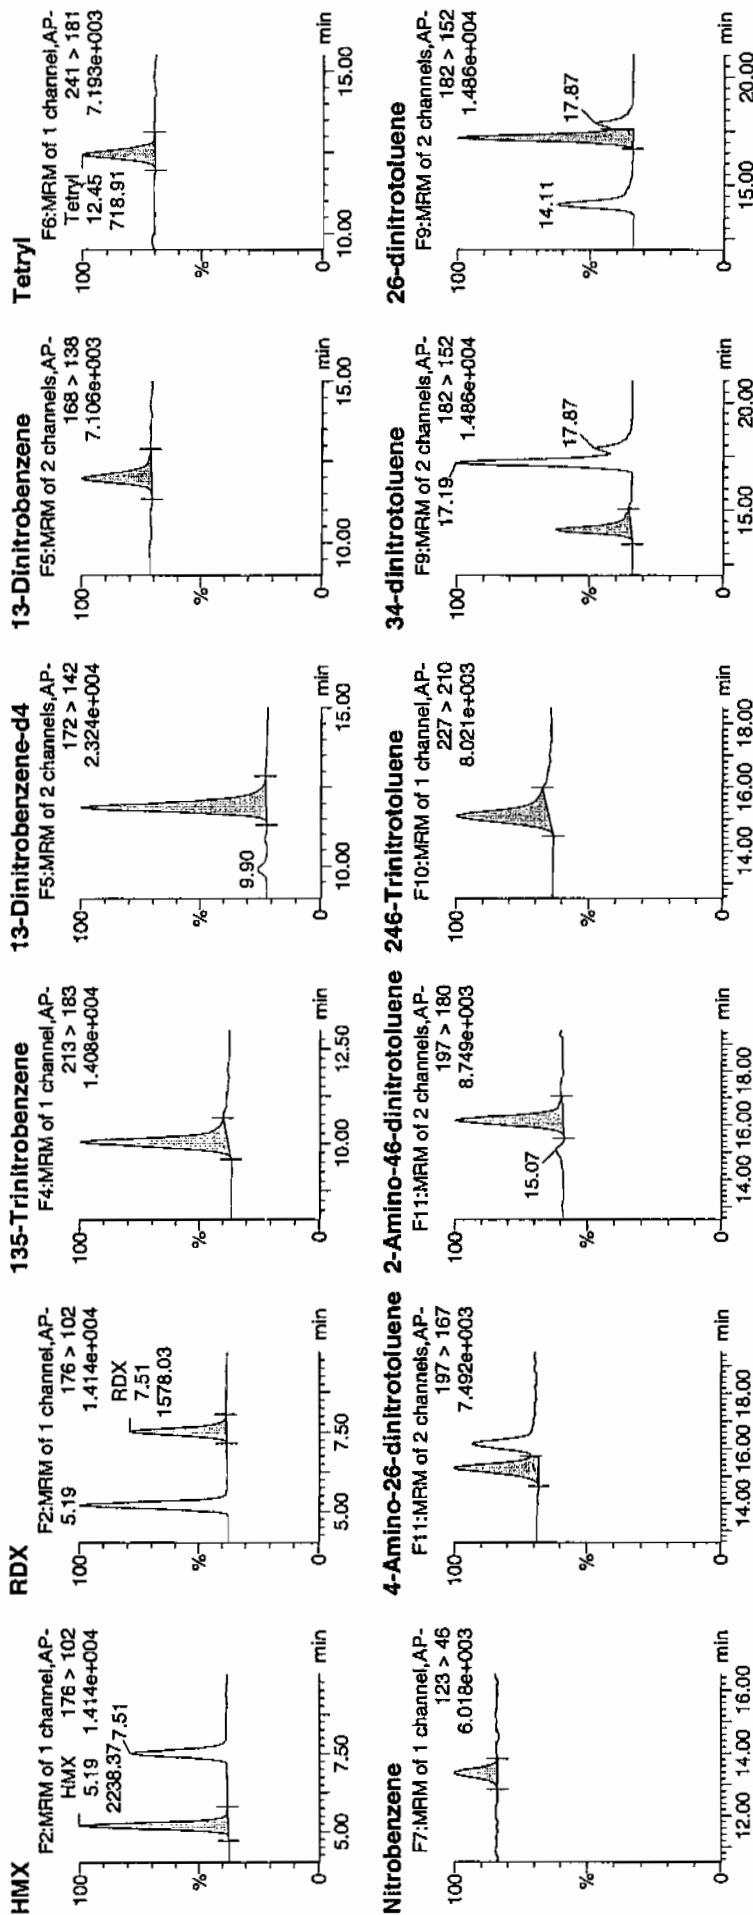 HMX
F2:MRM of 1 channel,AP-
HMX 176 > 102
5.19 1.414e+004
2238.37 7.51
100
%
0
5.00 7.50
min
RDX
F2:MRM of 1 channel,AP-
5.19 176 > 102
1.414e+004
RDX
7.51
1578.03
100
%
0
5.00 7.50
min
135-Trinitrobenzene
F4:MRM of 1 channel,AP-
213 > 183
1.408e+004
100
%
0
10.00 12.50
min
13-Dinitrobenzene-d4
F5:MRM of 2 channels,AP-
172 > 142
2.324e+004
9.90
100
%
0
10.00 15.00
min
13-Dinitrobenzene
F5:MRM of 2 channels,AP-
168 > 138
7.106e+003
100
%
0
10.00 15.00
min
Tetryl
F6:MRM of 1 channel,AP-
Tetryl 241 > 181
12.45 7.193e+003
718.91
100
%
0
10.00 15.00
min
Nitrobenzene
F7:MRM of 1 channel,AP-
123 > 46
6.018e+003
100
%
0
12.00 14.00 16.00
min
4-Amino-26-dinitrotoluene
F11:MRM of 2 channels,AP-
197 > 167
7.492e+003
100
%
0
14.00 16.00 18.00
min
2-Amino-46-dinitrotoluene
F11:MRM of 2 channels,AP-
197 > 180
8.749e+003
15.07
100
%
0
14.00 16.00 18.00
min
246-Trinitrotoluene
F10:MRM of 1 channel,AP-
227 > 210
8.021e+003
100
%
0
14.00 16.00 18.00
min
34-dinitrotoluene
F9:MRM of 2 channels,AP-
17.19 182 > 152
1.486e+004
17.87
100
%
0
15.00 20.00
min
26-dinitrotoluene
F9:MRM of 2 channels,AP-
182 > 152
1.486e+004
14.11
17.87
100
%
0
15.00 20.00
min